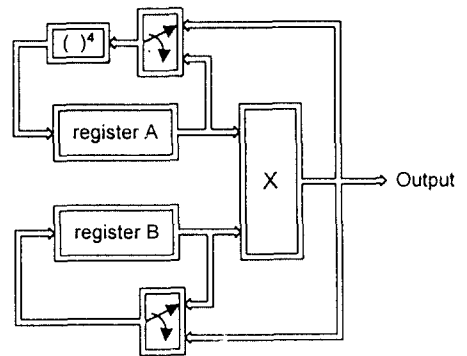 ( )⁴
register A
X
Output
register B